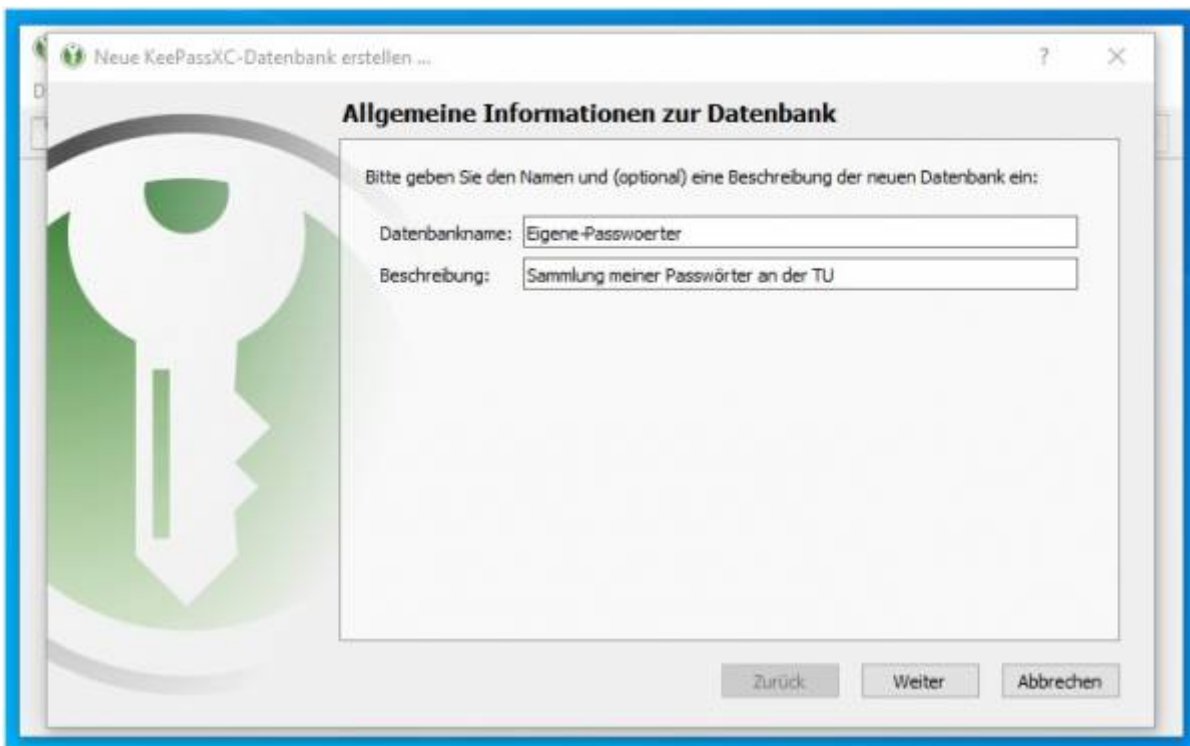 Neue KeePassXC-Datenbank erstellen ...
?
D
Allgemeine Informationen zur Datenbank
Bitte geben Sie den Namen und (optional) eine Beschreibung der neuen Datenbank ein:
Datenbankname: Eigene-Passwoerter
Beschreibung: Sammlung meiner Passwörter an der TU
Zurück Weiter Abbrechen